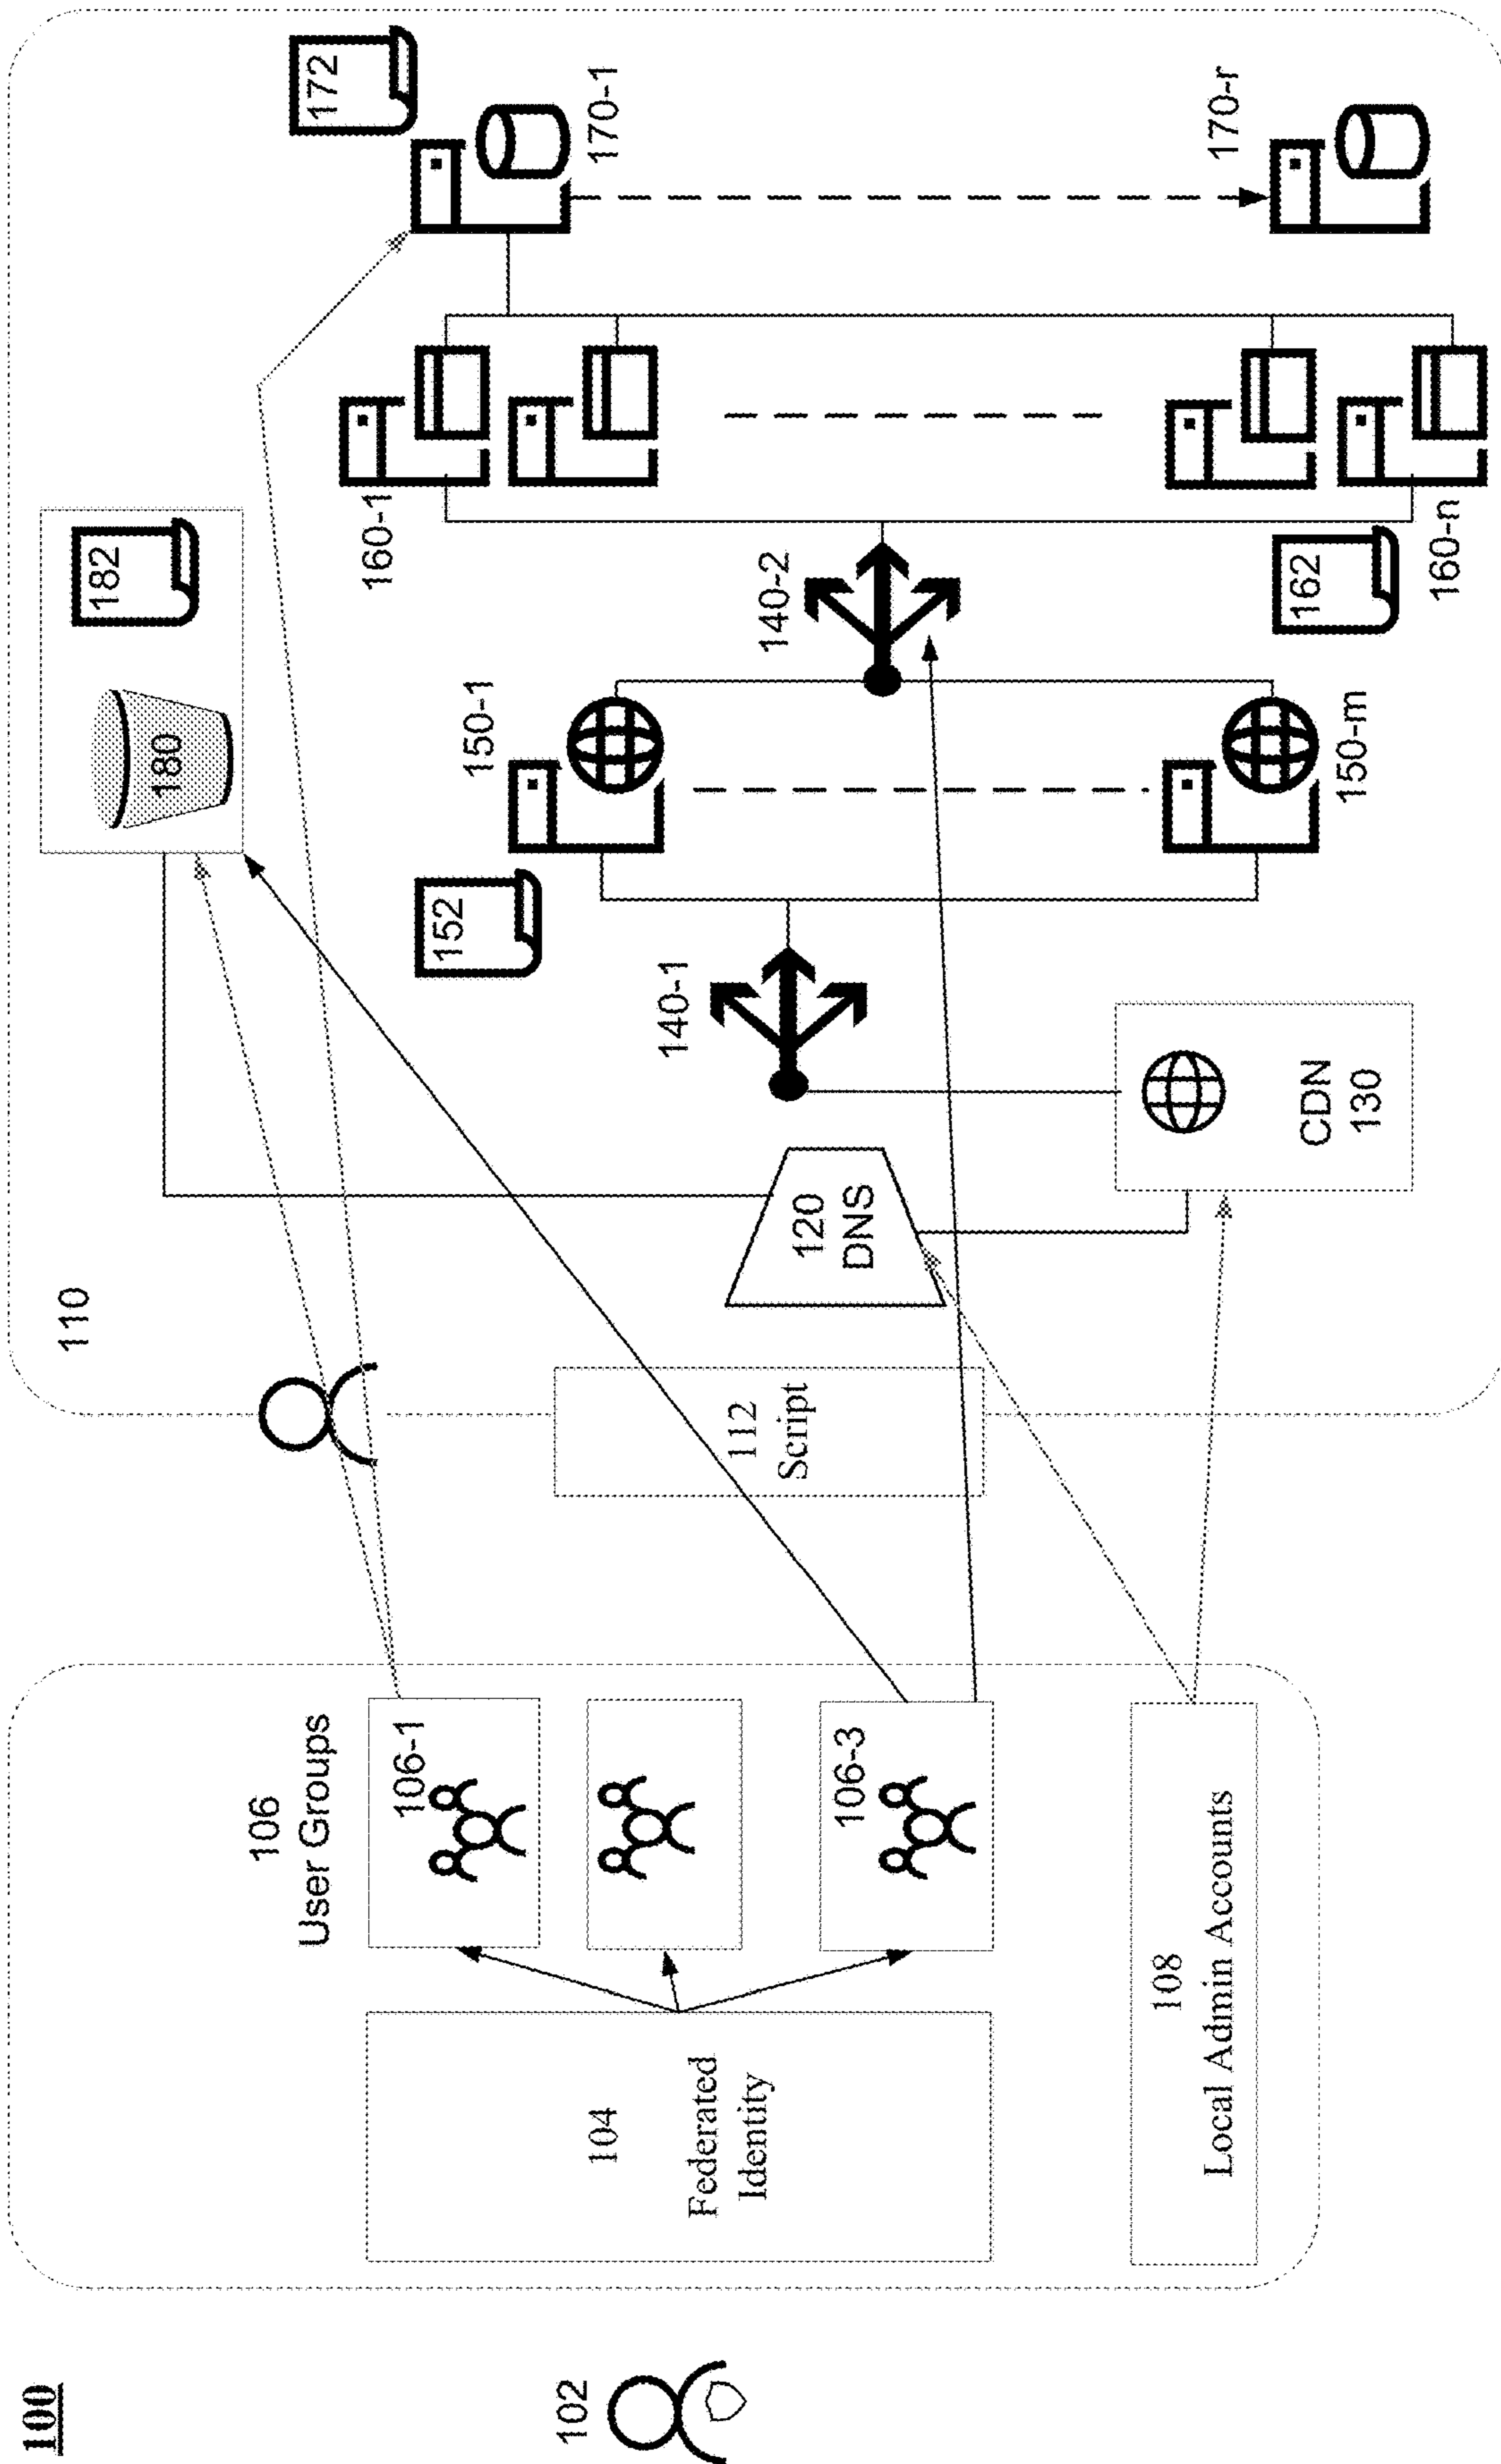 100
102
104
Federated
Identity
106
User Groups
106-1
106-3
108
Local Admin Accounts
110
112
Script
120
DNS
CDN
130
140-1
152
150-1
150-m
140-2
180
182
160-1
162
160-n
172
170-1
170-r